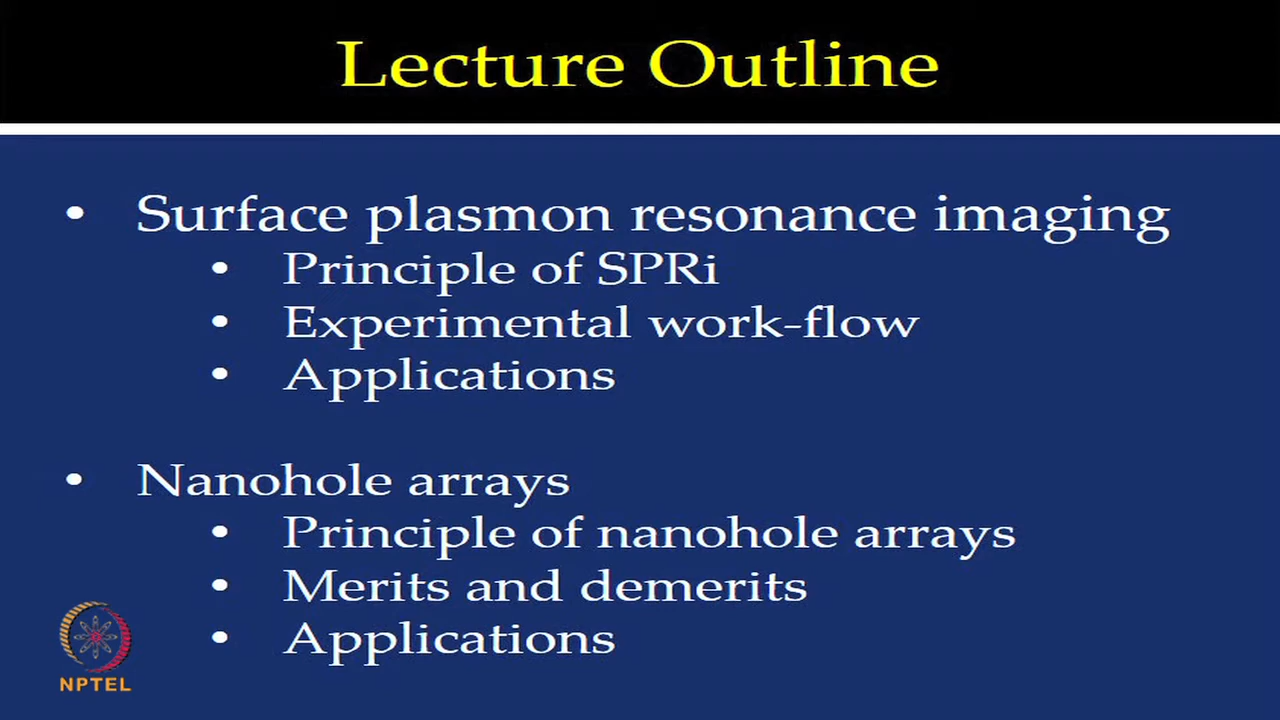 Lecture Outline
• Surface plasmon resonance imaging
• Principle of SPRi
• Experimental work-flow
• Applications
• Nanohole arrays
• Principle of nanohole arrays
• Merits and demerits
• Applications
NPTEL